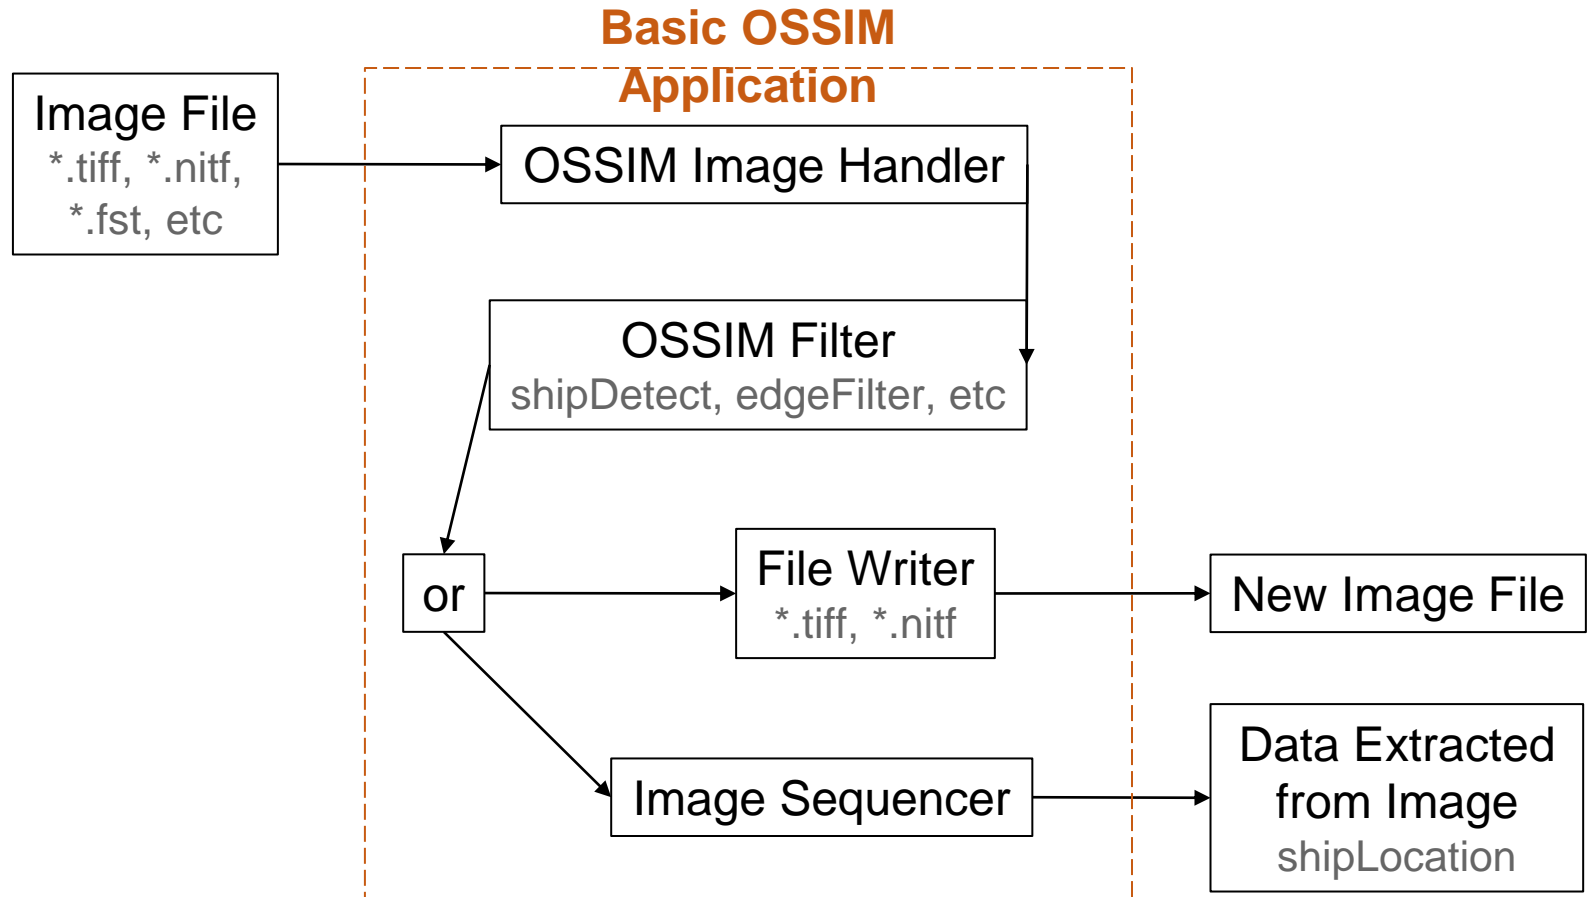 Basic OSSIM
Application
Image File
*.tiff, *.nitf,
*.fst, etc
OSSIM Image Handler
OSSIM Filter
shipDetect, edgeFilter, etc
or
File Writer
*.tiff, *.nitf
New Image File
Image Sequencer
Data Extracted
from Image
shipLocation